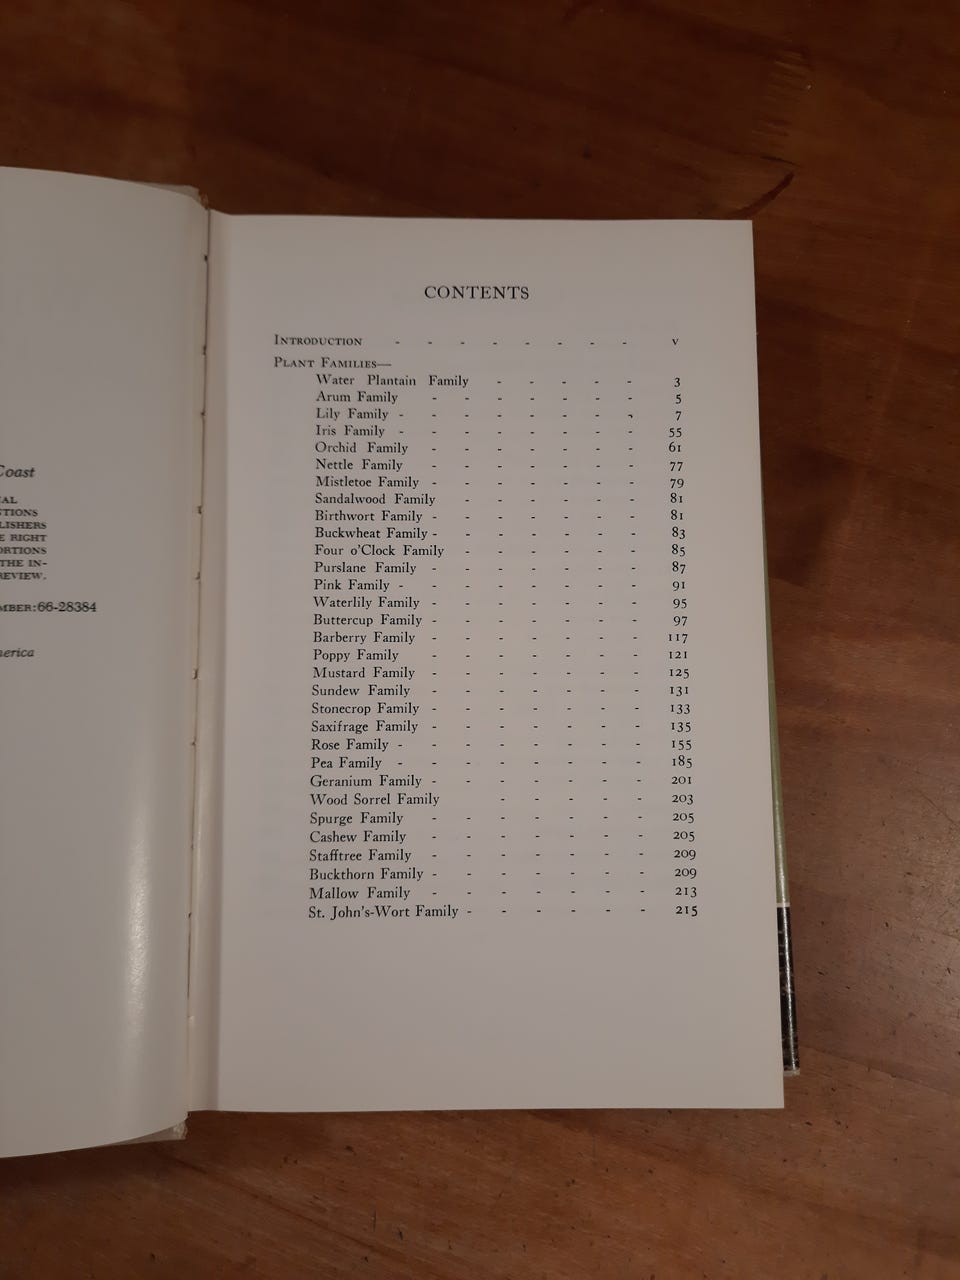 Coast
AL
TIONS
LISHERS
E RIGHT
ORTIONS
THE IN-
REVIEW.
MBER:66-28384
erica
CONTENTS
INTRODUCTION - - - - - - - - v
PLANT FAMILIES—
Water Plantain Family - - - - - 3
Arum Family - - - - - - - 5
Lily Family - - - - - - - - 7
Iris Family - - - - - - - - 55
Orchid Family - - - - - - - 61
Nettle Family - - - - - - - 77
Mistletoe Family - - - - - - - 79
Sandalwood Family - - - - - - 81
Birthwort Family - - - - - - - 81
Buckwheat Family - - - - - - - 83
Four o'Clock Family - - - - - - 85
Purslane Family - - - - - - - 87
Pink Family - - - - - - - - 91
Waterlily Family - - - - - - - 95
Buttercup Family - - - - - - - 97
Barberry Family - - - - - - - 117
Poppy Family - - - - - - - 121
Mustard Family - - - - - - - 125
Sundew Family - - - - - - - 131
Stonecrop Family - - - - - - - 133
Saxifrage Family - - - - - - - 135
Rose Family - - - - - - - - 155
Pea Family - - - - - - - - 185
Geranium Family - - - - - - - 201
Wood Sorrel Family - - - - - 203
Spurge Family - - - - - - - 205
Cashew Family - - - - - - - 205
Stafftree Family - - - - - - - 209
Buckthorn Family - - - - - - - 209
Mallow Family - - - - - - - 213
St. John's-Wort Family - - - - - - 215